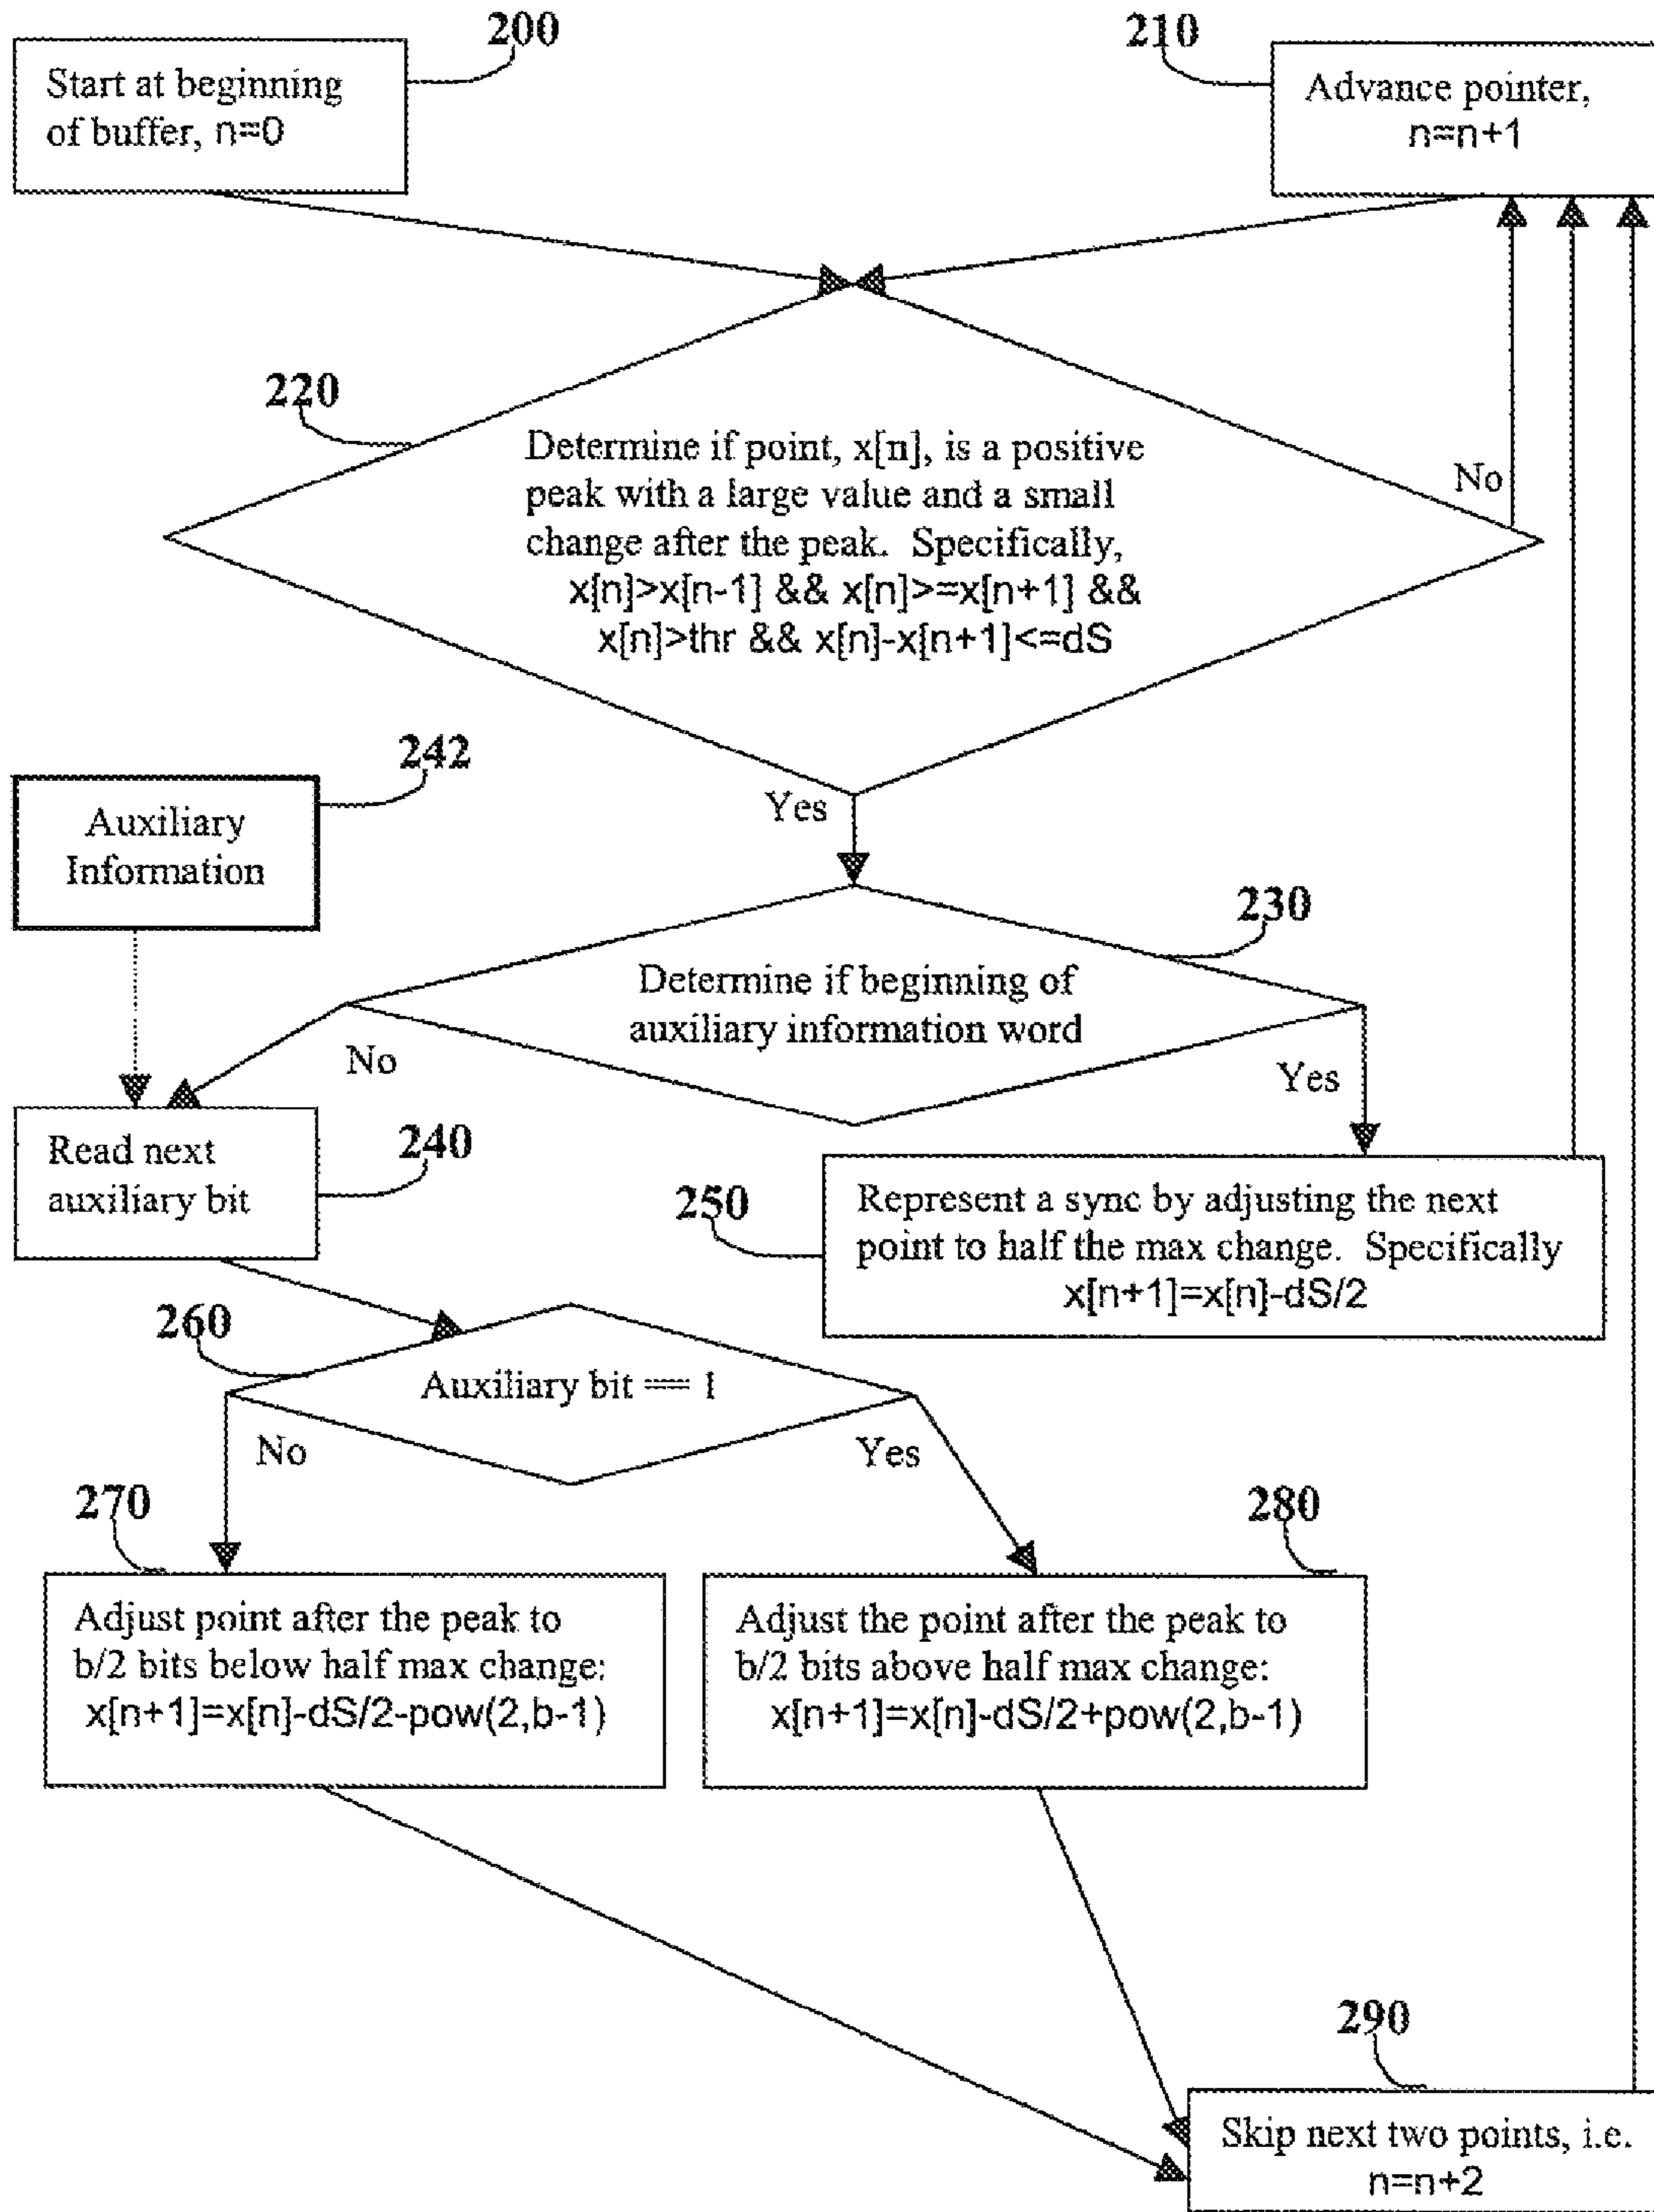 200
Start at beginning
of buffer, n=0
210
Advance pointer,
n=n+1
220
Determine if point, x[n], is a positive
peak with a large value and a small
change after the peak. Specifically,
x[n]>x[n-1] && x[n]>=x[n+1] &&
x[n]>thr && x[n]-x[n+1]<=dS
No
Yes
242
Auxiliary
Information
230
Determine if beginning of
auxiliary information word
No
Yes
240
Read next
auxiliary bit
250
Represent a sync by adjusting the next
point to half the max change. Specifically
x[n+1]=x[n]-dS/2
260
Auxiliary bit == 1
No
Yes
270
Adjust point after the peak to
b/2 bits below half max change:
x[n+1]=x[n]-dS/2-pow(2,b-1)
280
Adjust the point after the peak to
b/2 bits above half max change:
x[n+1]=x[n]-dS/2+pow(2,b-1)
290
Skip next two points, i.e.
n=n+2